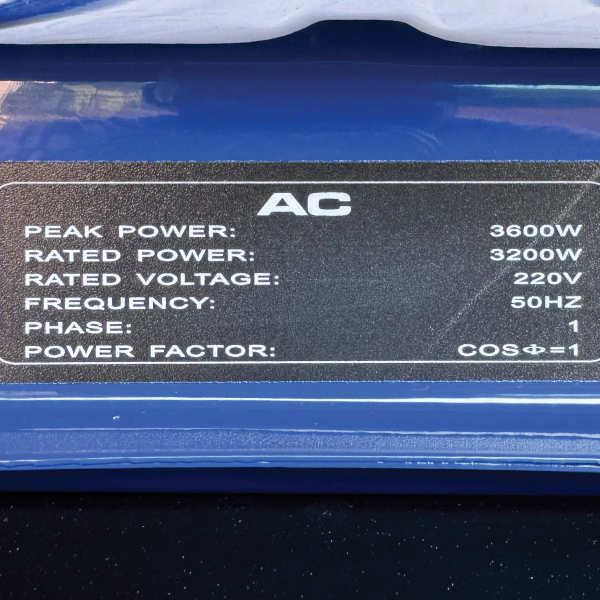 AC
PEAK POWER: 3600W
RATED POWER: 3200W
RATED VOLTAGE: 220V
FREQUENCY: 50HZ
PHASE: 1
POWER FACTOR: COSΦ=1